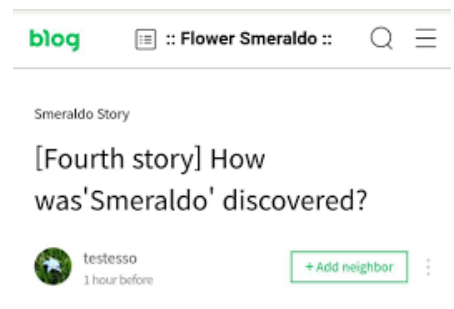 blog
:: Flower Smeraldo ::
Smeraldo Story
[Fourth story] How
was'Smeraldo' discovered?
testesso
+ Add neighbor
1 hour before